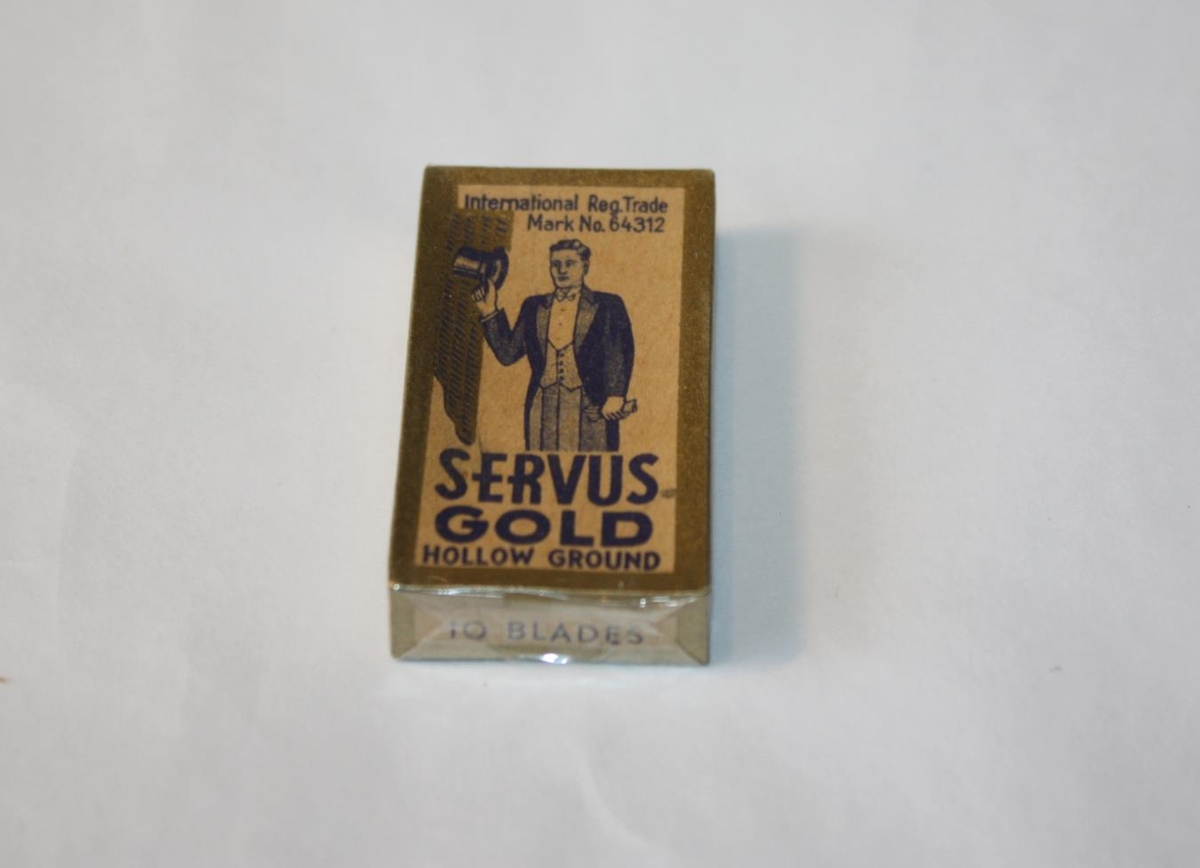 International Reg. Trade
Mark No. 64312
SERVUS
GOLD
HOLLOW GROUND
10 BLADES